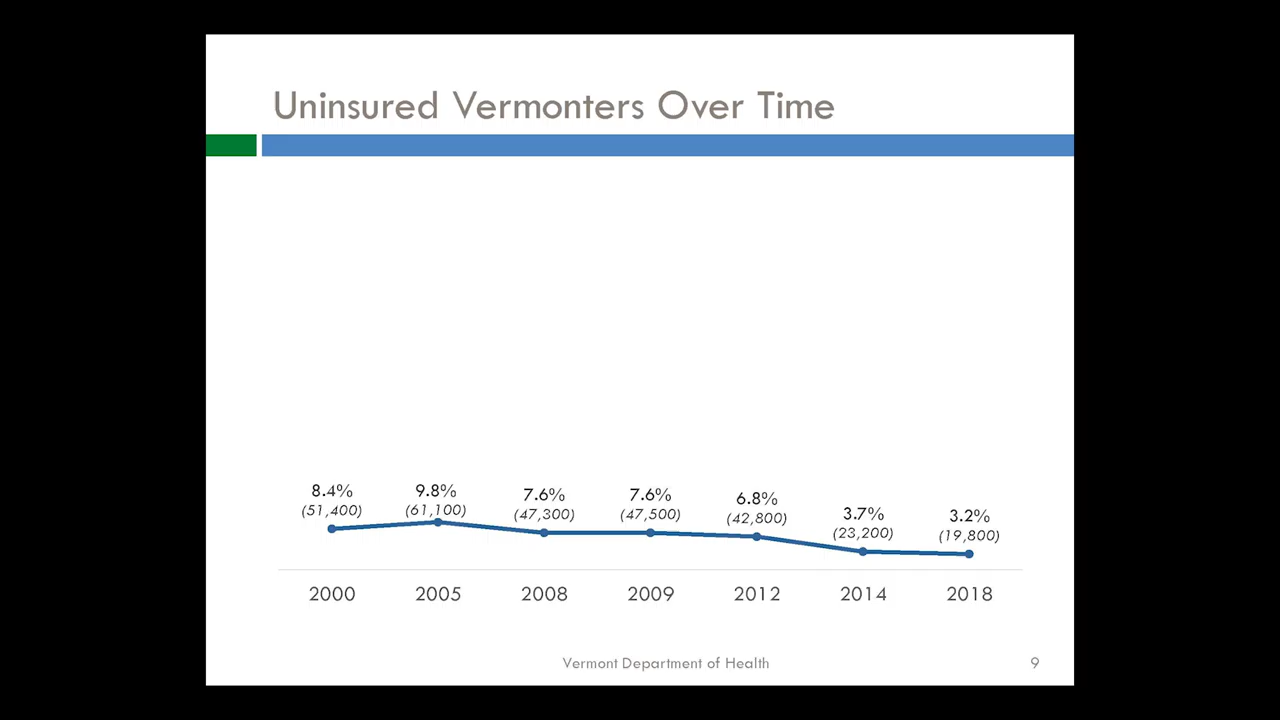 Uninsured Vermonters Over Time
8.4% 9.8% 7.6% 7.6% 6.8% 3.7% 3.2%
(51,400) (61,100) (47,300) (47,500) (42,800) (23,200) (19,800)
2000 2005 2008 2009 2012 2014 2018
Vermont Department of Health 9